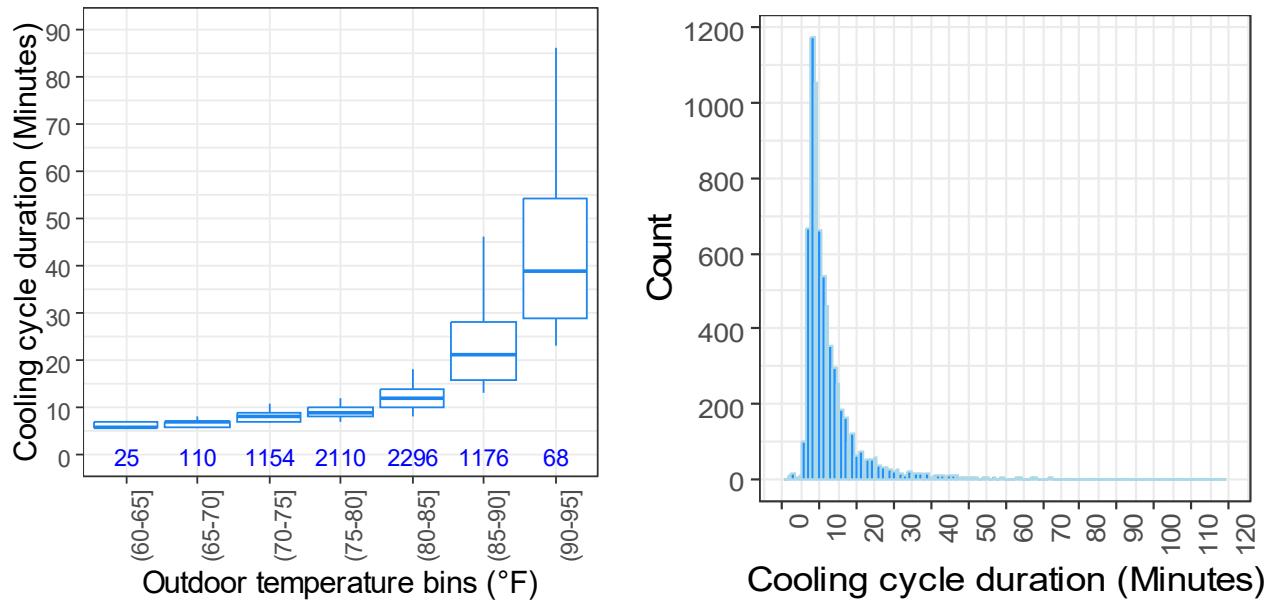 Cooling cycle duration (Minutes)
90
80
70
60
50
40
30
20
10
0
25 110 1154 2110 2296 1176 68
(60-65] (65-70] (70-75] (75-80] (80-85] (85-90] (90-95]
Outdoor temperature bins (°F)
Count
1200
1000
800
600
400
200
0
0 10 20 30 40 50 60 70 80 90 100 110 120
Cooling cycle duration (Minutes)